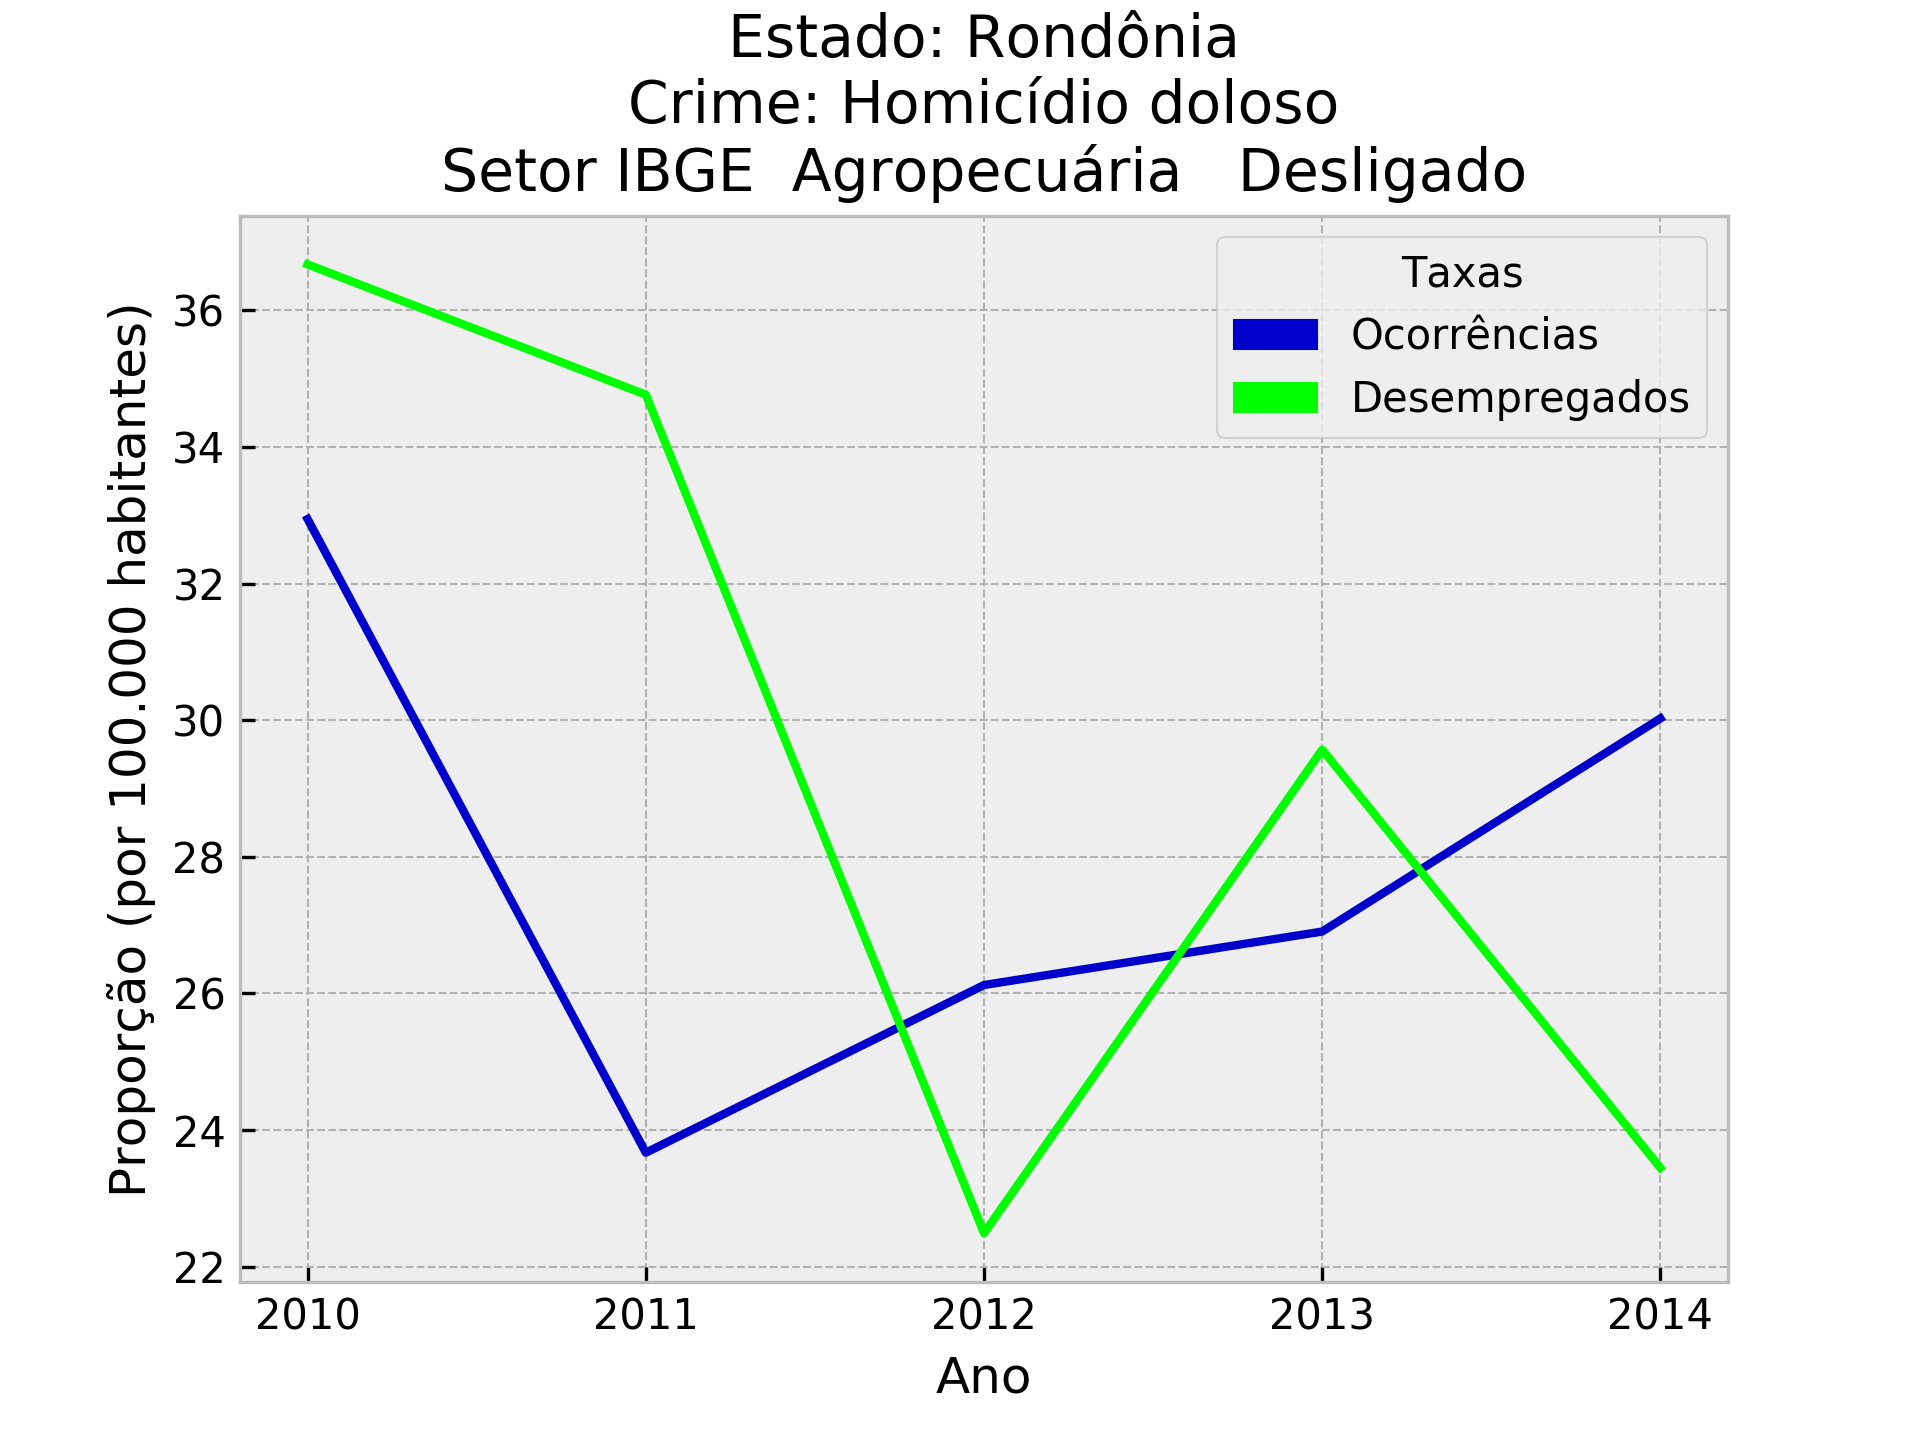 Estado: Rondônia
Crime: Homicídio doloso
Setor IBGE  Agropecuária   Desligado
Taxas
Ocorrências
Desempregados
Proporção (por 100.000 habitantes)
36
34
32
30
28
26
24
22
2010 2011 2012 2013 2014
Ano